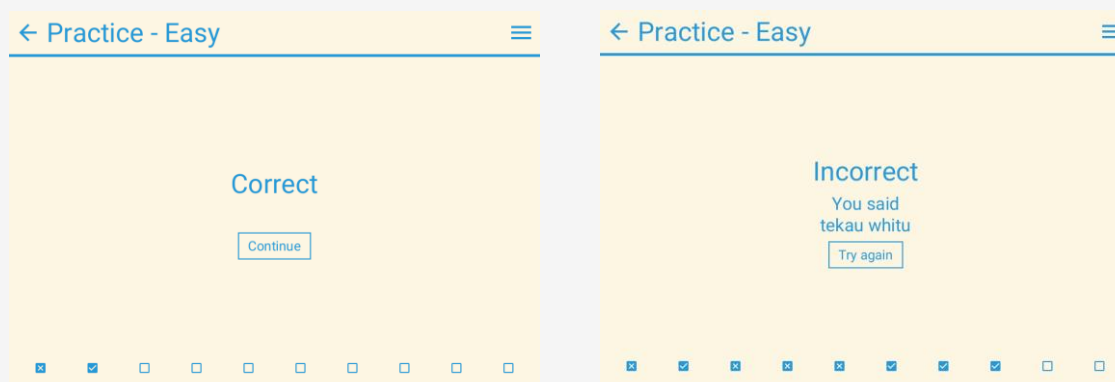 ← Practice - Easy
Correct
Continue
← Practice - Easy
Incorrect
You said
tekau whitu
Try again